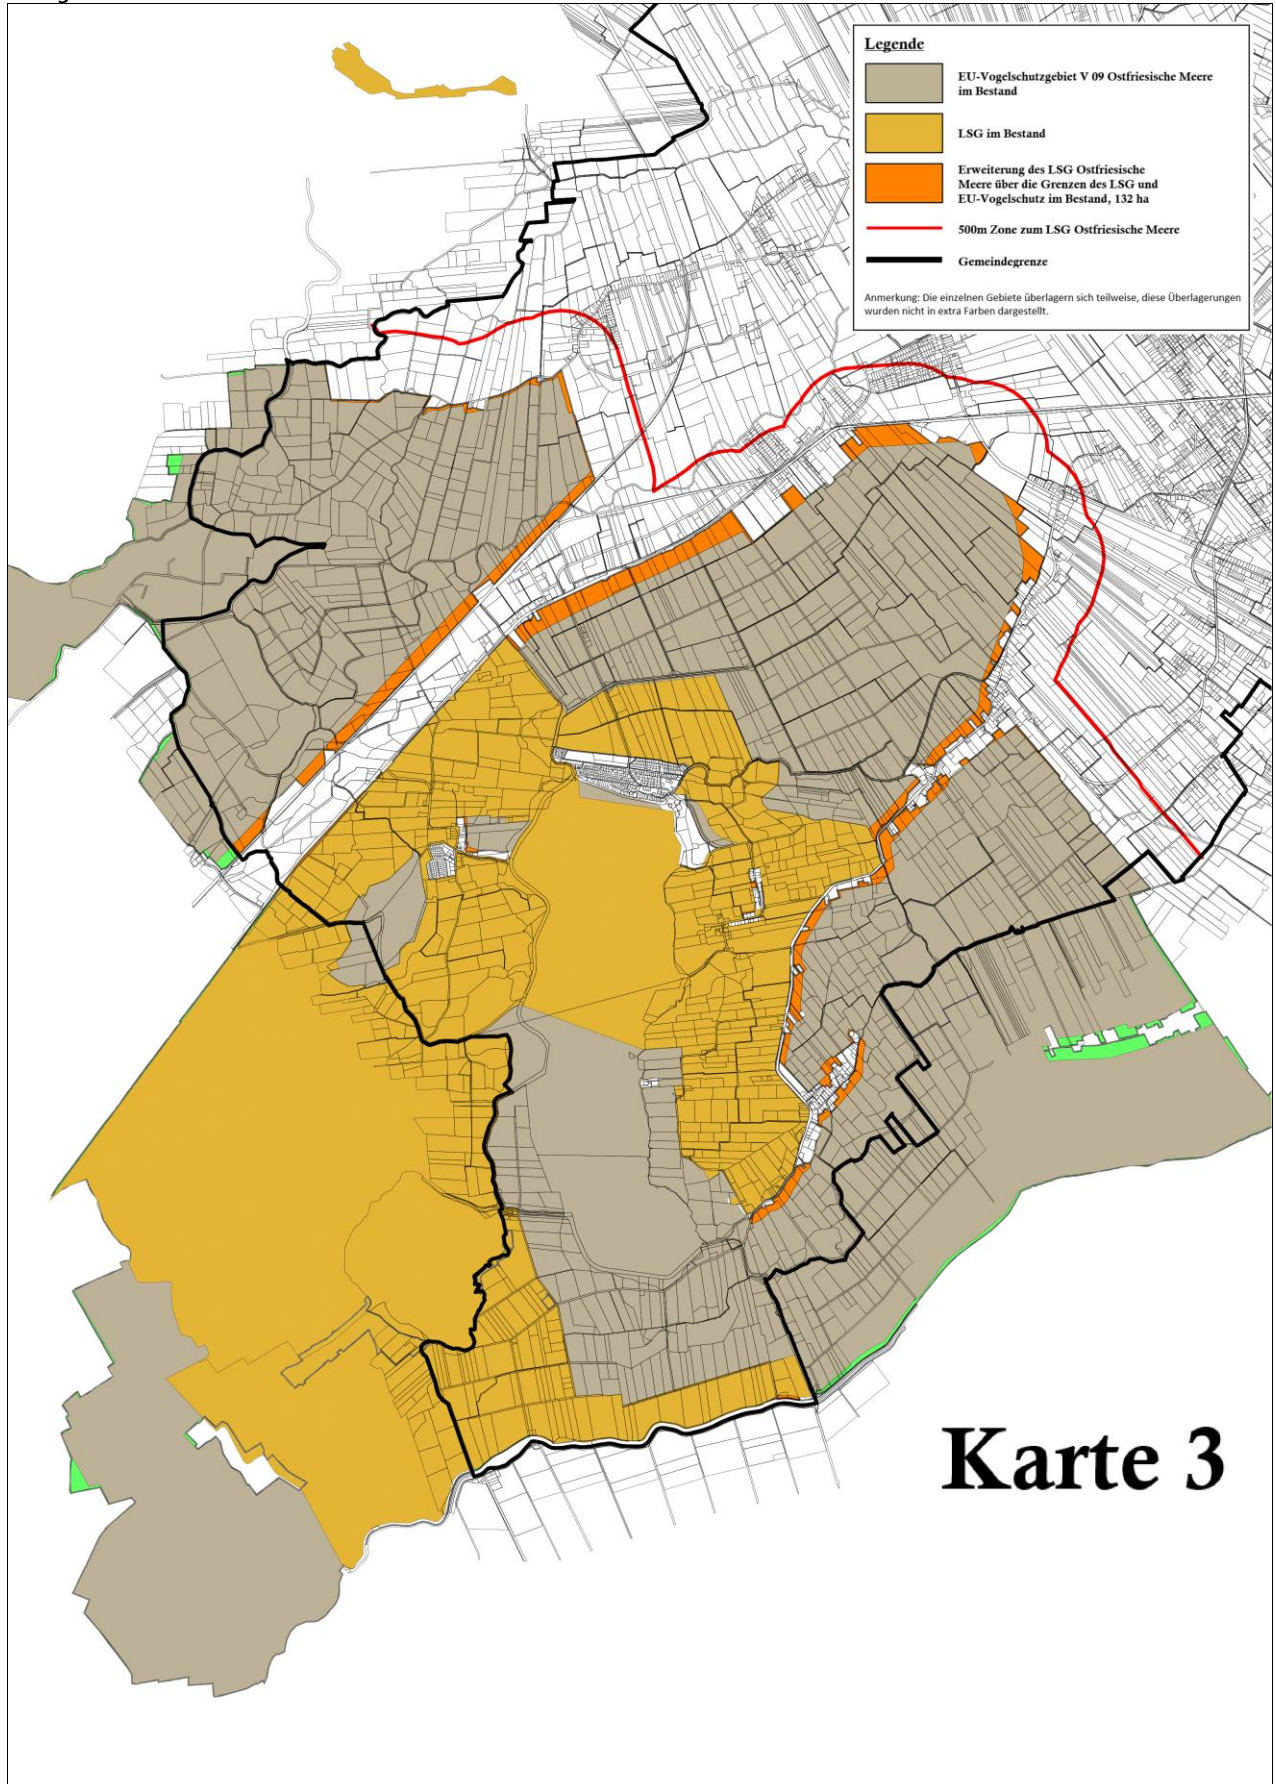 Legende
EU-Vogelschutzgebiet V 09 Ostfriesische Meere
im Bestand
LSG im Bestand
Erweiterung des LSG Ostfriesische
Meere über die Grenzen des LSG und
EU-Vogelschutz im Bestand, 132 ha
500m Zone zum LSG Ostfriesische Meere
Gemeindegrenze
Anmerkung: Die einzelnen Gebiete überlagern sich teilweise, diese Überlagerungen
wurden nicht in extra Farben dargestellt.
Karte 3